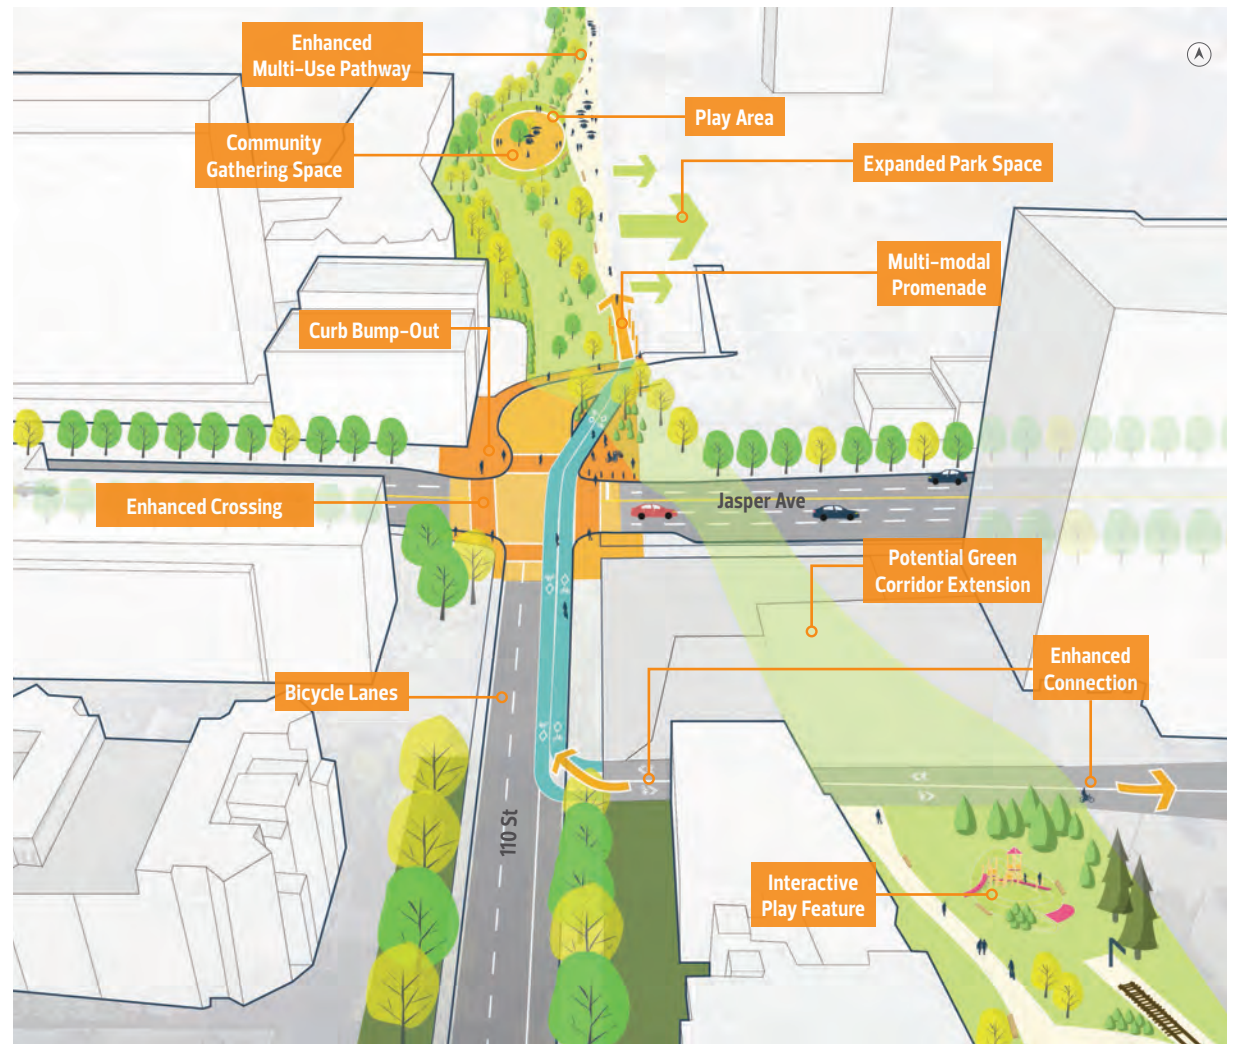 Enhanced
Multi-Use Pathway
Play Area
Community
Gathering Space
Expanded Park Space
Multi-modal
Promenade
Curb Bump-Out
Enhanced Crossing
Jasper Ave
Potential Green
Corridor Extension
Enhanced
Connection
Bicycle Lanes
110 St
Interactive
Play Feature